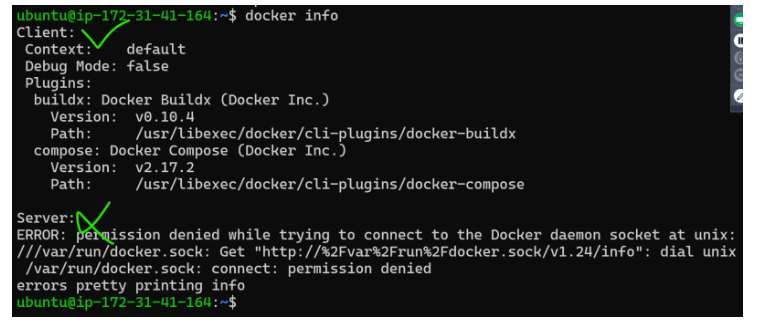 ubuntu@ip-172-31-41-164:~$ docker info
Client:
Context: default
Debug Mode: false
Plugins:
buildx: Docker Buildx (Docker Inc.)
Version: v0.10.4
Path: /usr/libexec/docker/cli-plugins/docker-buildx
compose: Docker Compose (Docker Inc.)
Version: v2.17.2
Path: /usr/libexec/docker/cli-plugins/docker-compose
Server:
ERROR: permission denied while trying to connect to the Docker daemon socket at unix:
///var/run/docker.sock: Get "http://%2Fvar%2Frun%2Fdocker.sock/v1.24/info": dial unix
/var/run/docker.sock: connect: permission denied
errors pretty printing info
ubuntu@ip-172-31-41-164:~$